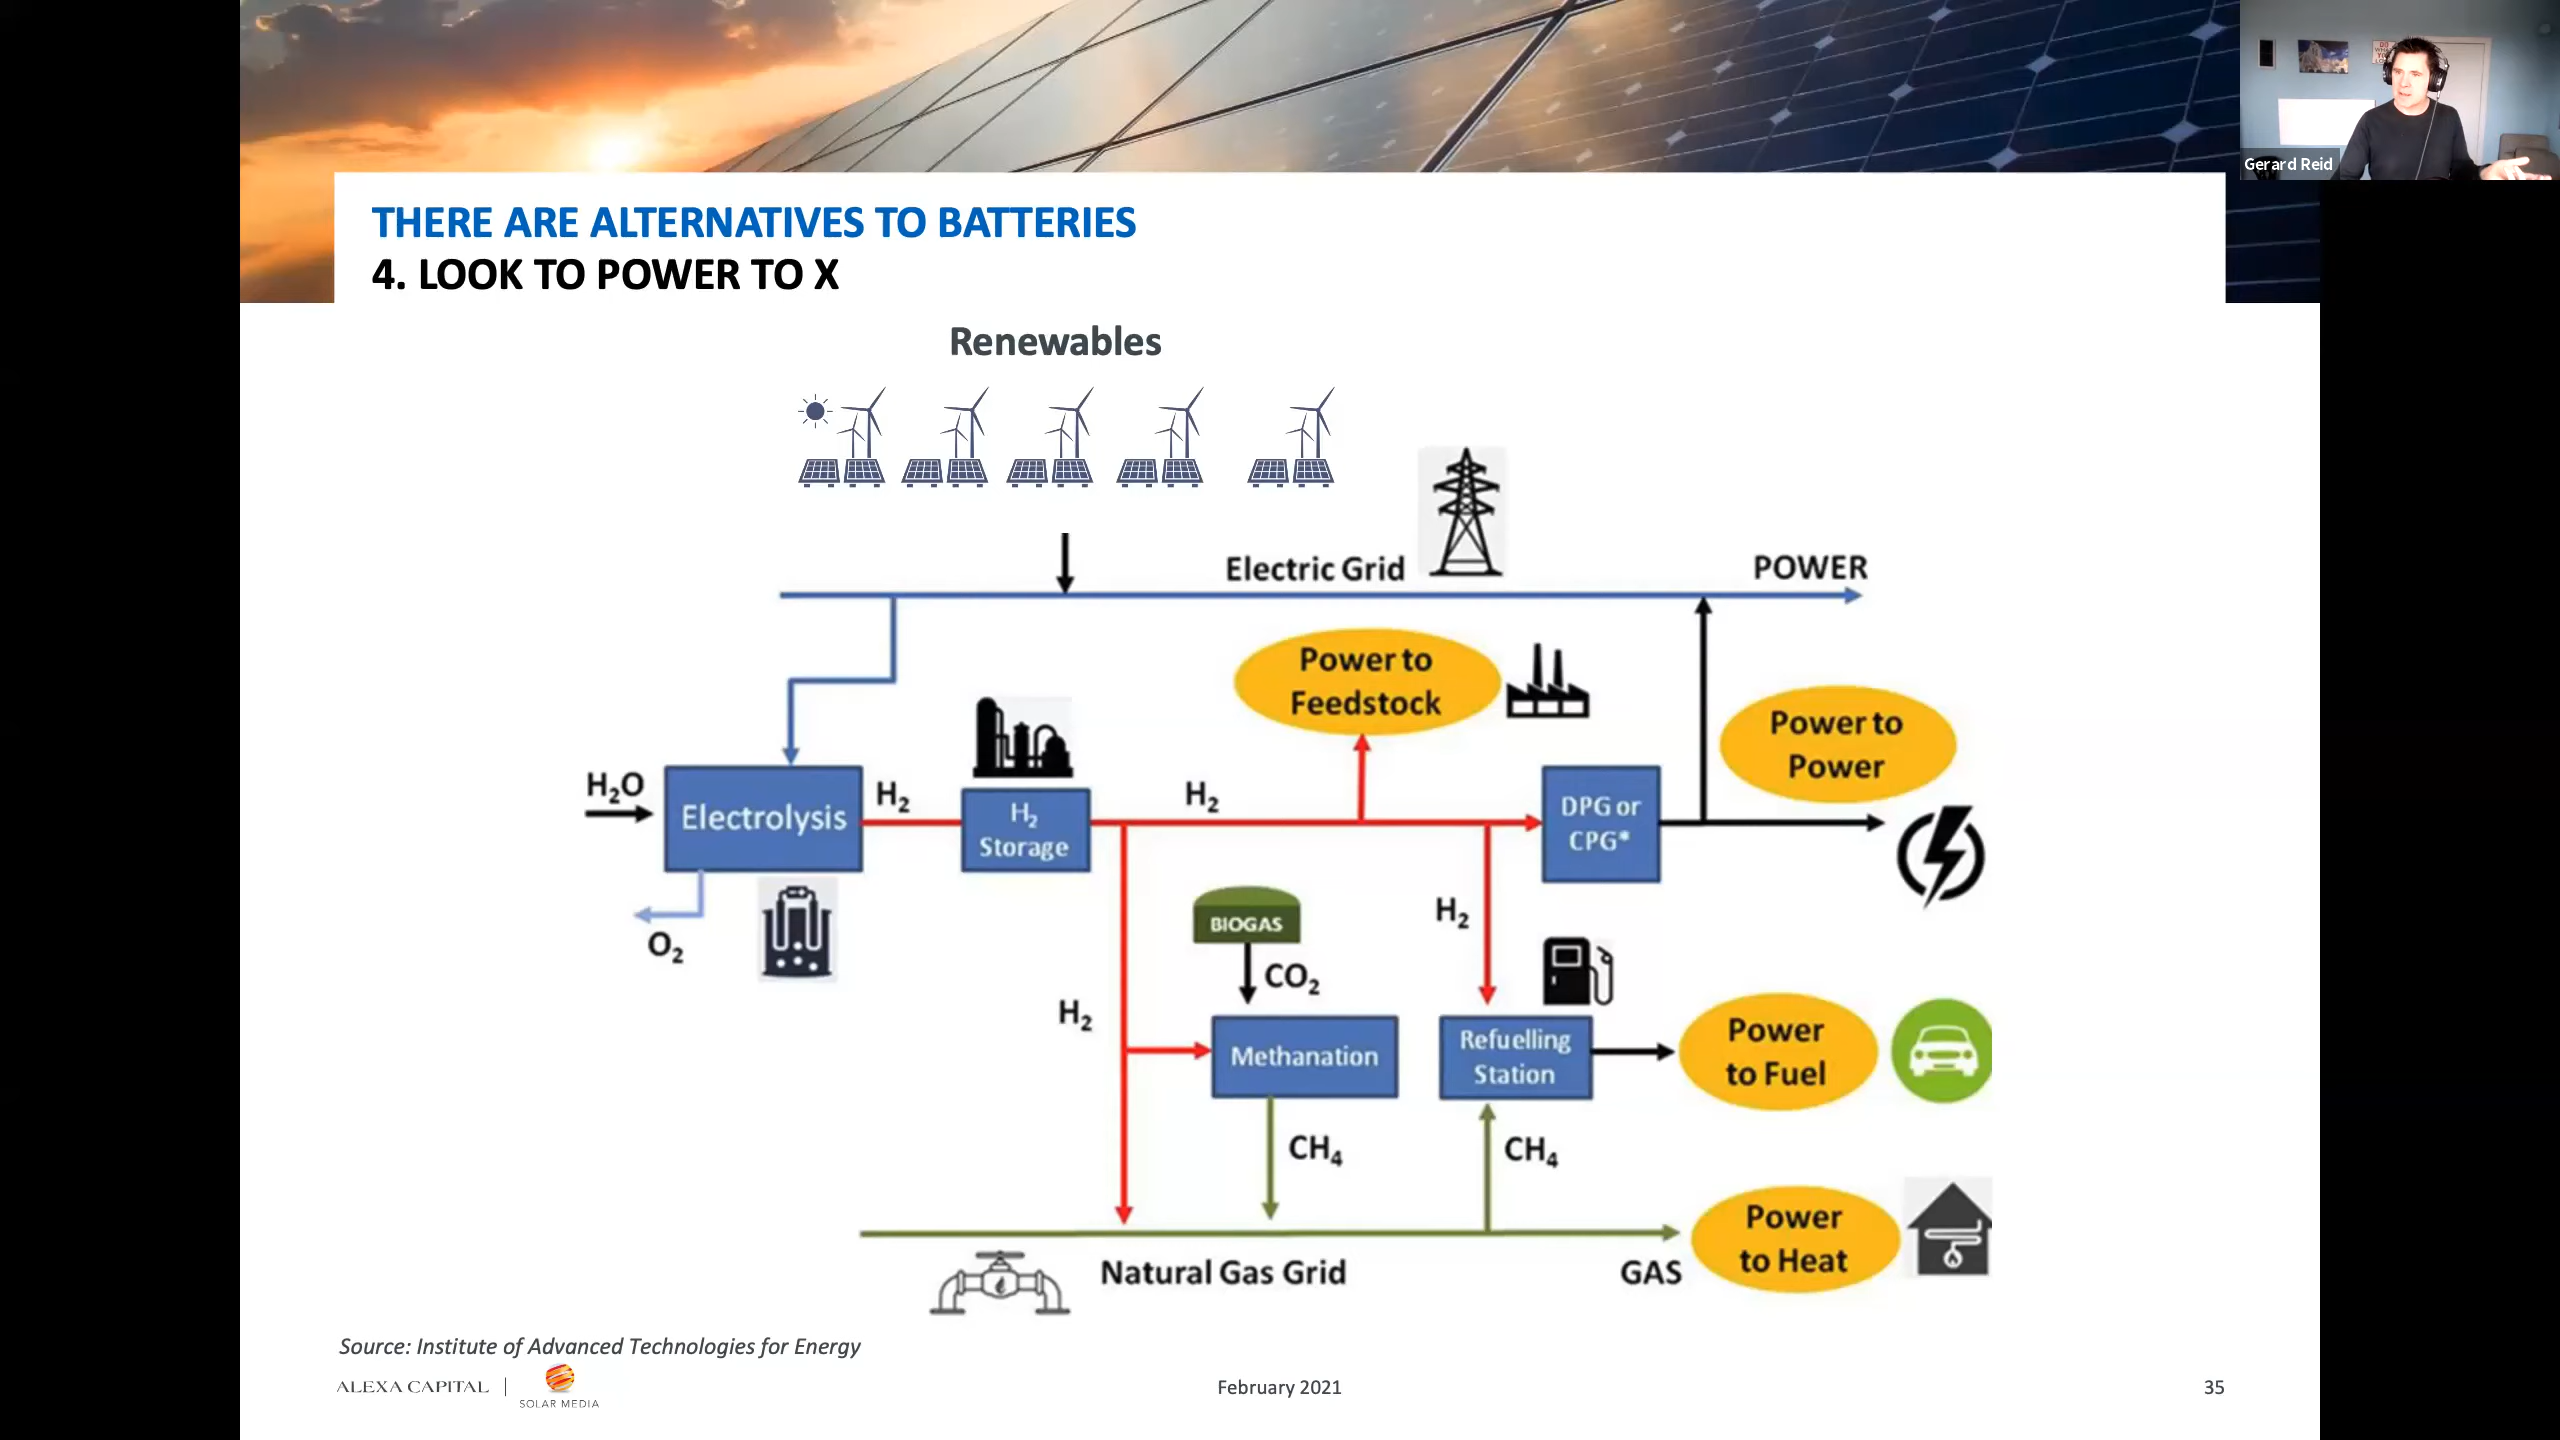 Gerard Reid
THERE ARE ALTERNATIVES TO BATTERIES
4. LOOK TO POWER TO X
Renewables
Electric Grid
POWER
Power to
Feedstock
Power to
Power
H₂O
Electrolysis
H₂
H₂
Storage
H₂
DPG or
CPG*
O₂
BIOGAS
CO₂
H₂
H₂
Methanation
Refuelling
Station
Power
to Fuel
CH₄
CH₄
Power
to Heat
Natural Gas Grid
GAS
Source: Institute of Advanced Technologies for Energy
ALEXA CAPITAL |
SOLAR MEDIA
February 2021
35